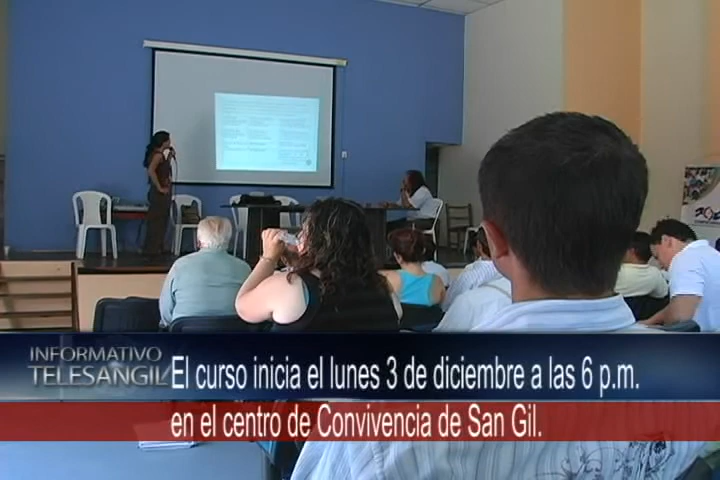 INFORMATIVO
TELESANGIL
El curso inicia el lunes 3 de diciembre a las 6 p.m.
en el centro de Convivencia de San Gil.